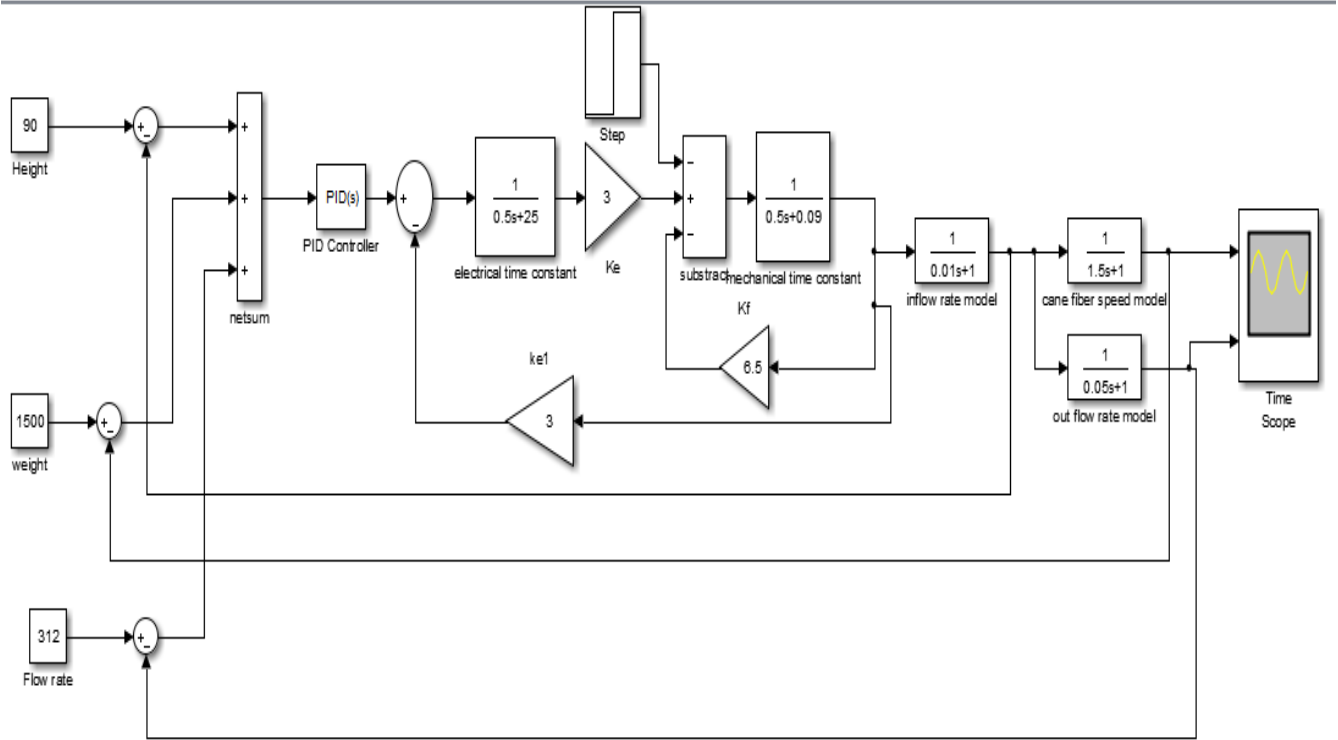 Step
90
+
-
Height
+
+
+
netsum
PID(s)
PID Controller
+
-
1
0.5s+25
electrical time constant
3
Ke
-
+
-
substract
1
0.5s+0.09
mechanical time constant
1
0.01s+1
inflow rate model
1
1.5s+1
cane fiber speed model
1
0.05s+1
out flow rate model
Time
Scope
Kf
6.5
ke1
3
1500
+
-
weight
312
+
-
Flow rate